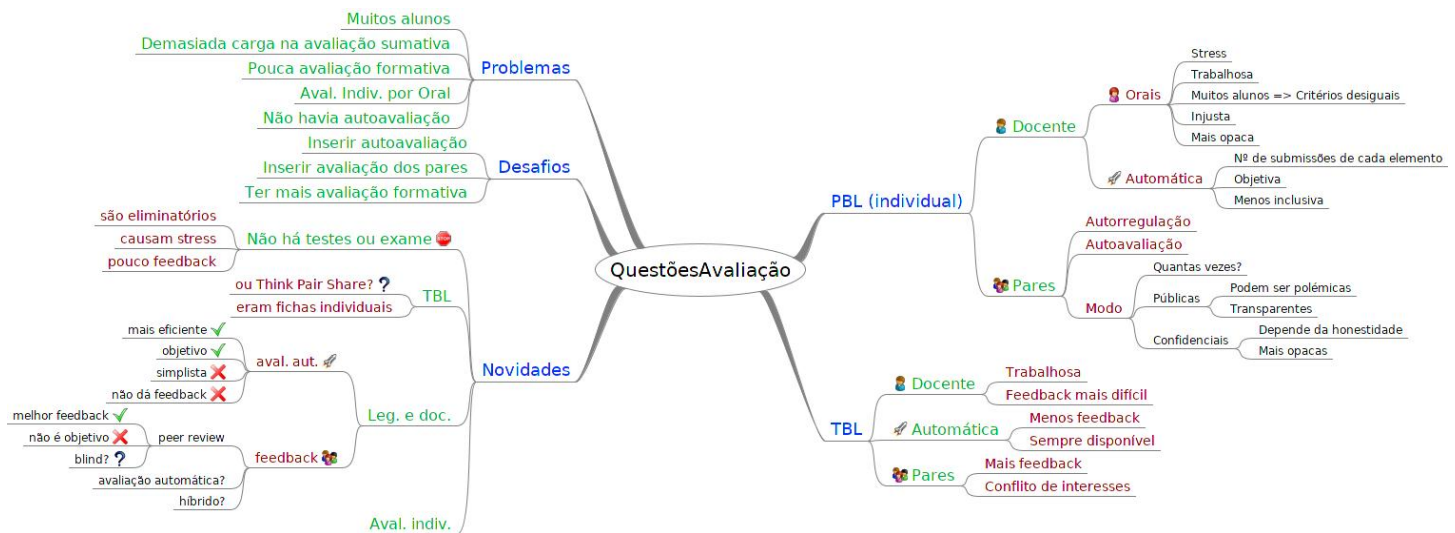 QuestõesAvaliação
Problemas
Muitos alunos
Demasiada carga na avaliação sumativa
Pouca avaliação formativa
Aval. Indiv. por Oral
Não havia autoavaliação
Desafios
Inserir autoavaliação
Inserir avaliação dos pares
Ter mais avaliação formativa
Novidades
Não há testes ou exame
são eliminatórios
causam stress
pouco feedback
TBL
ou Think Pair Share?
eram fichas individuais
Leg. e doc.
aval. aut.
mais eficiente
objetivo
simplista
não dá feedback
feedback
peer review
melhor feedback
não é objetivo
blind?
avaliação automática?
híbrido?
Aval. indiv.
PBL (individual)
Docente
Orais
Stress
Trabalhosa
Muitos alunos => Critérios desiguais
Injusta
Mais opaca
Automática
Nº de submissões de cada elemento
Objetiva
Menos inclusiva
Pares
Autorregulação
Autoavaliação
Modo
Quantas vezes?
Públicas
Podem ser polémicas
Transparentes
Confidenciais
Depende da honestidade
Mais opacas
TBL
Docente
Trabalhosa
Feedback mais difícil
Automática
Menos feedback
Sempre disponível
Pares
Mais feedback
Conflito de interesses